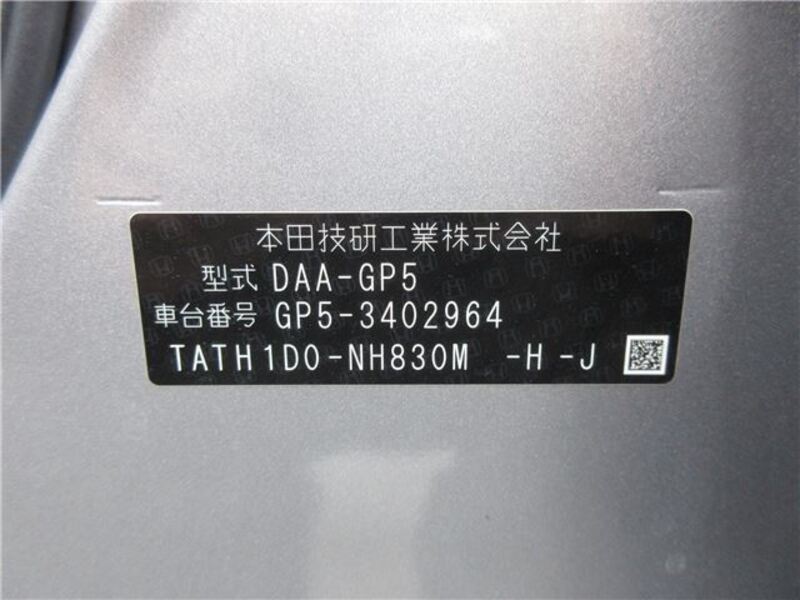 本田技研工業株式会社
型式 DAA-GP5
車台番号 GP5-3402964
TATH1D0-NH830M -H-J